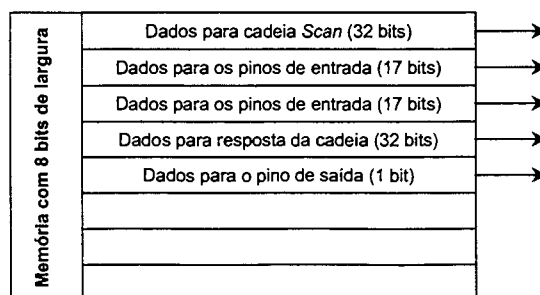 Memória com 8 bits de largura
Dados para cadeia Scan (32 bits)
Dados para os pinos de entrada (17 bits)
Dados para os pinos de entrada (17 bits)
Dados para resposta da cadeia (32 bits)
Dados para o pino de saída (1 bit)